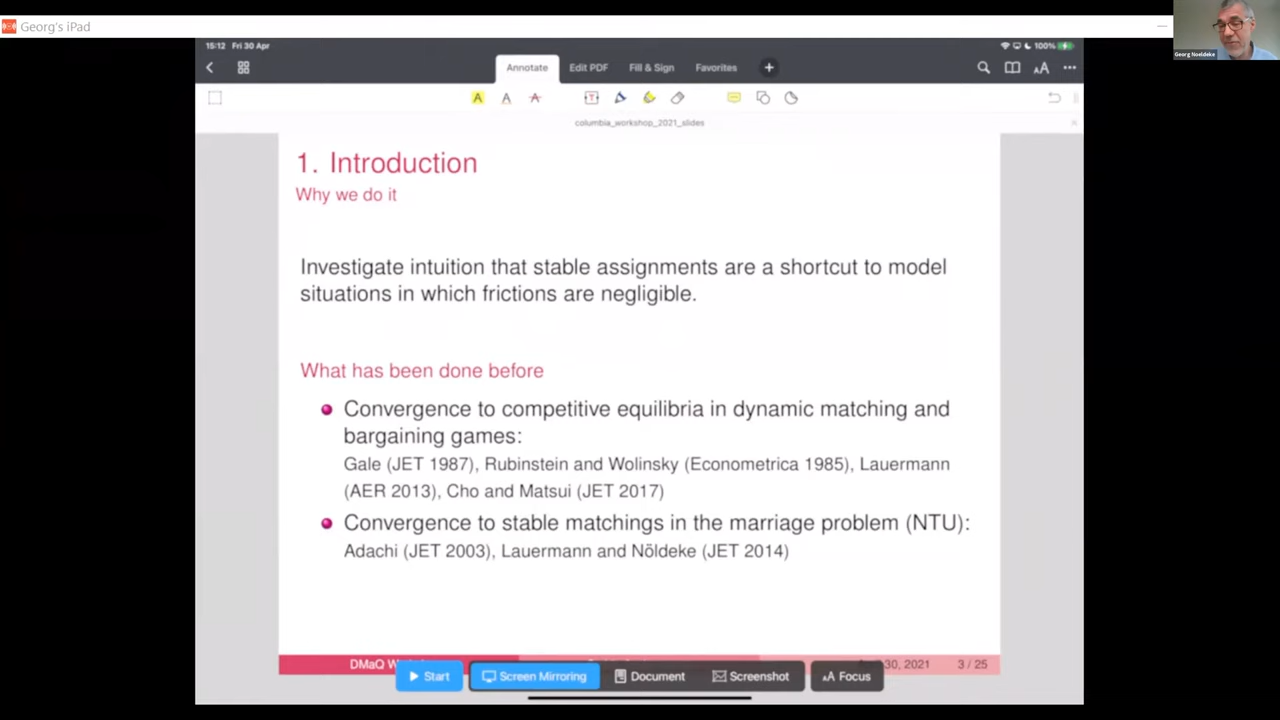 Georg's iPad
Georg Noeldeke
15:12 Fri 30 Apr
100%
Annotate Edit PDF Fill & Sign Favorites
columbia_workshop_2021_slides
1. Introduction
Why we do it
Investigate intuition that stable assignments are a shortcut to model
situations in which frictions are negligible.
What has been done before
Convergence to competitive equilibria in dynamic matching and
bargaining games:
Gale (JET 1987), Rubinstein and Wolinsky (Econometrica 1985), Lauermann
(AER 2013), Cho and Matsui (JET 2017)
Convergence to stable matchings in the marriage problem (NTU):
Adachi (JET 2003), Lauermann and Nöldeke (JET 2014)
DMaQ 30, 2021 3 / 25
Start Screen Mirroring Document Screenshot Focus